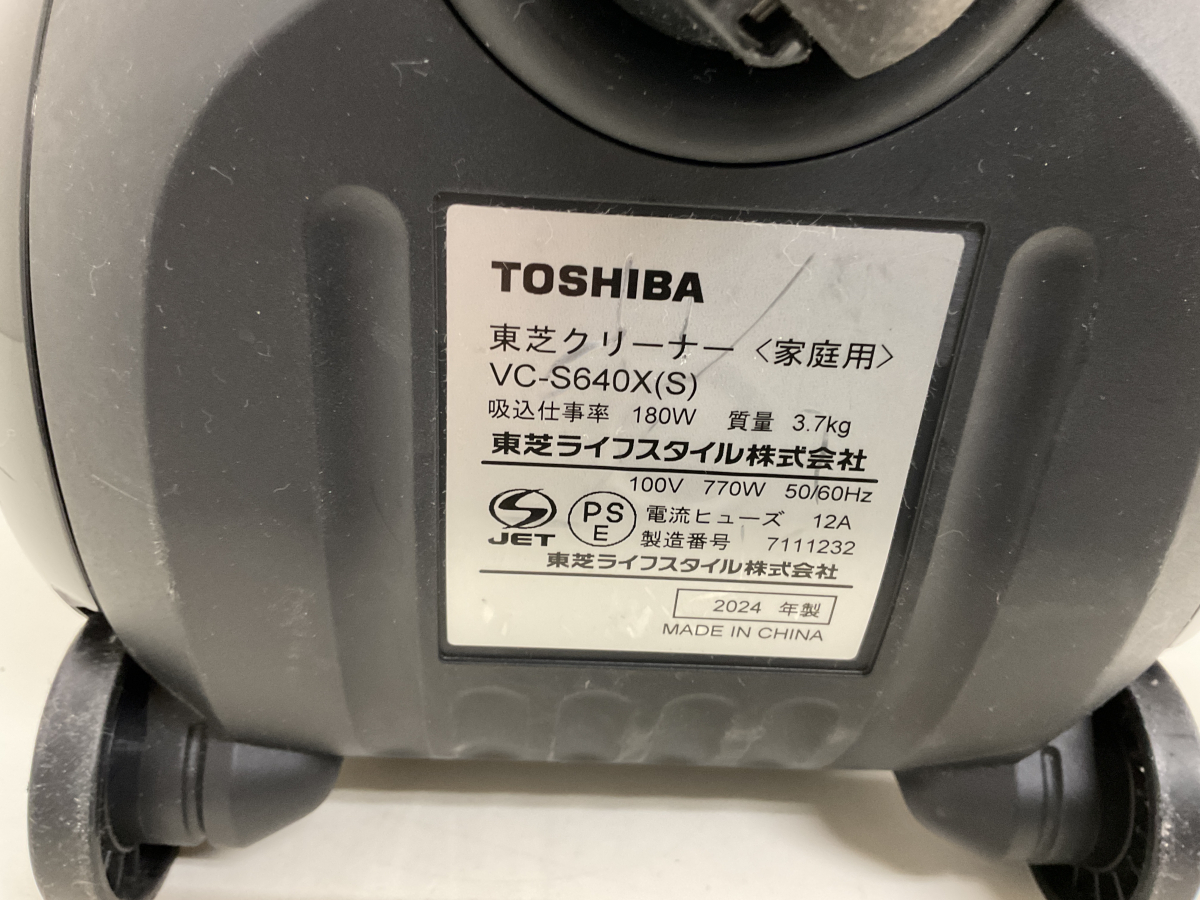 TOSHIBA
東芝クリーナー〈家庭用〉
VC-S640X(S)
吸込仕事率 180W 質量 3.7kg
東芝ライフスタイル株式会社
100V 770W 50/60Hz
JET PS E 電流ヒューズ 12A
製造番号 7111232
東芝ライフスタイル株式会社
2024 年製
MADE IN CHINA